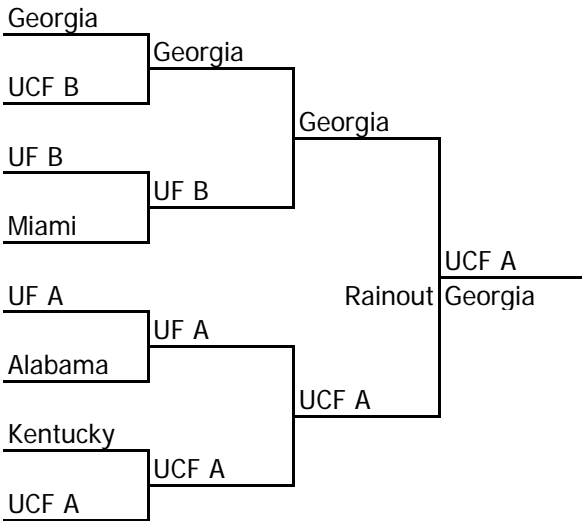 Georgia
Georgia
UCF B
Georgia
UF B
UF B
Miami
UCF A
Rainout Georgia
UF A
UF A
Alabama
UCF A
Kentucky
UCF A
UCF A